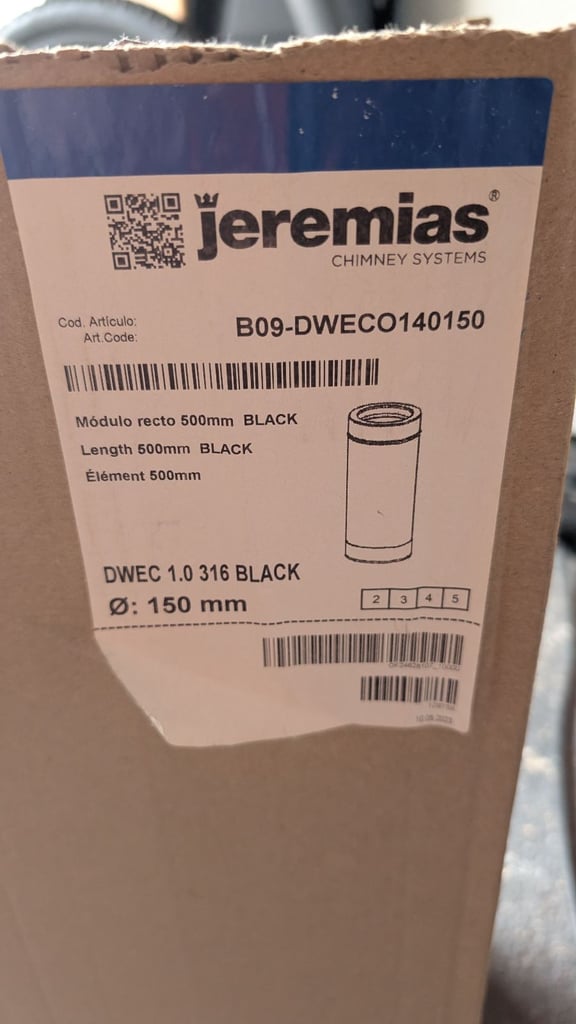 jeremias®
CHIMNEY SYSTEMS
Cod. Artículo:
Art.Code:
B09-DWECO140150
Módulo recto 500mm BLACK
Length 500mm BLACK
Élément 500mm
DWEC 1.0 316 BLACK
Ø: 150 mm
2 3 4 5